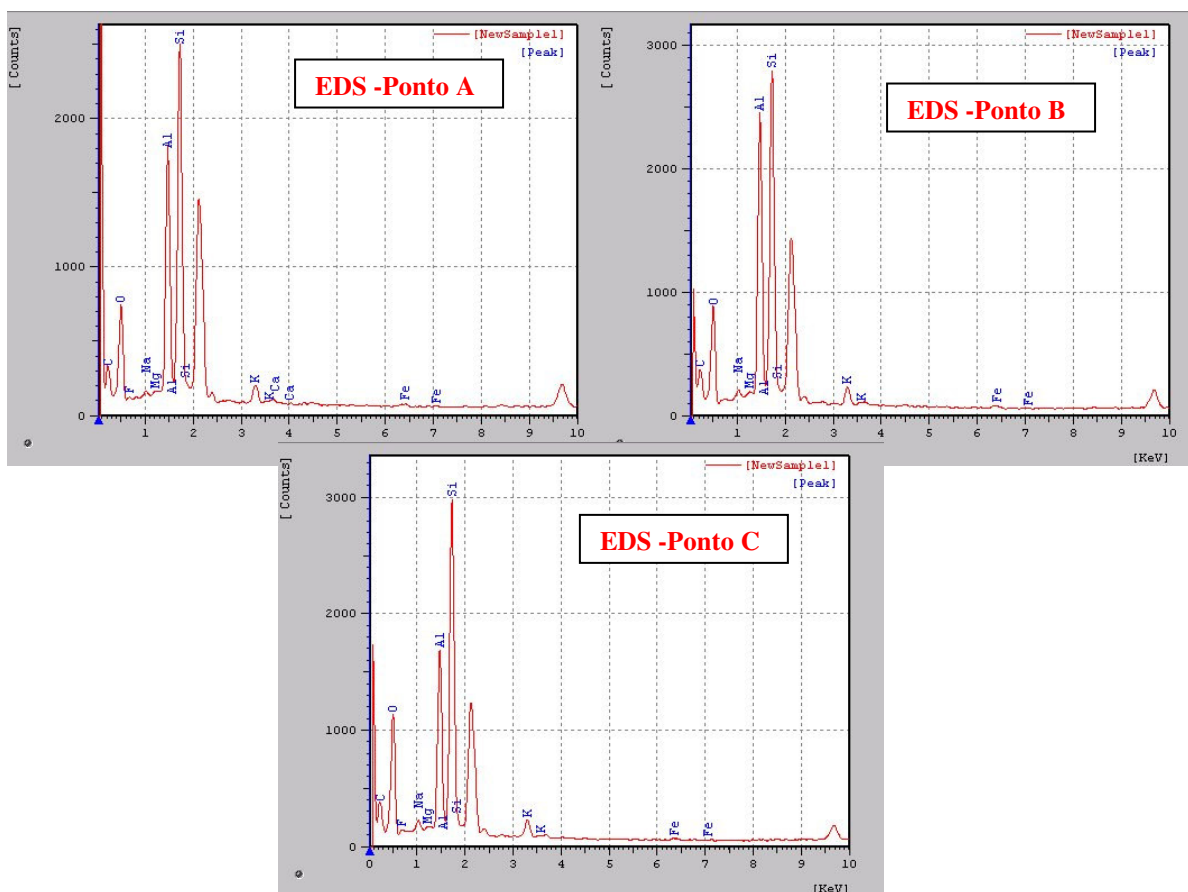 [ Counts]
[NewSample1]
[Peak]
EDS -Ponto A
Si
Al
O
C
F
Na
Mg
Al
Si
K
K
Ca
Ca
Fe
Fe
2000
1000
0
1 2 3 4 5 6 7 8 9 10
[ Counts]
[NewSample1]
[Peak]
EDS -Ponto B
Si
Al
O
C
Na
Mg
Al
Si
K
K
Fe
Fe
3000
2000
1000
0
1 2 3 4 5 6 7 8 9 10
[KeV]
[ Counts]
[NewSample1]
[Peak]
EDS -Ponto C
Si
Al
O
C
F
Na
Mg
Al
Si
K
K
Fe
Fe
3000
2000
1000
0
0 1 2 3 4 5 6 7 8 9 10
[KeV]